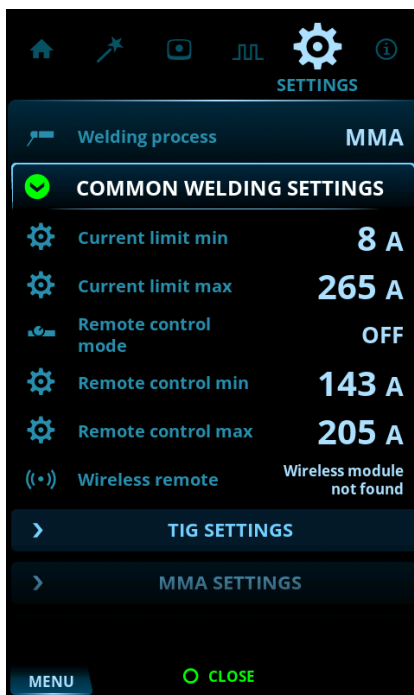 SETTINGS
Welding process MMA
COMMON WELDING SETTINGS
Current limit min 8 A
Current limit max 265 A
Remote control
mode OFF
Remote control min 143 A
Remote control max 205 A
Wireless remote Wireless module
not found
TIG SETTINGS
MMA SETTINGS
MENU CLOSE